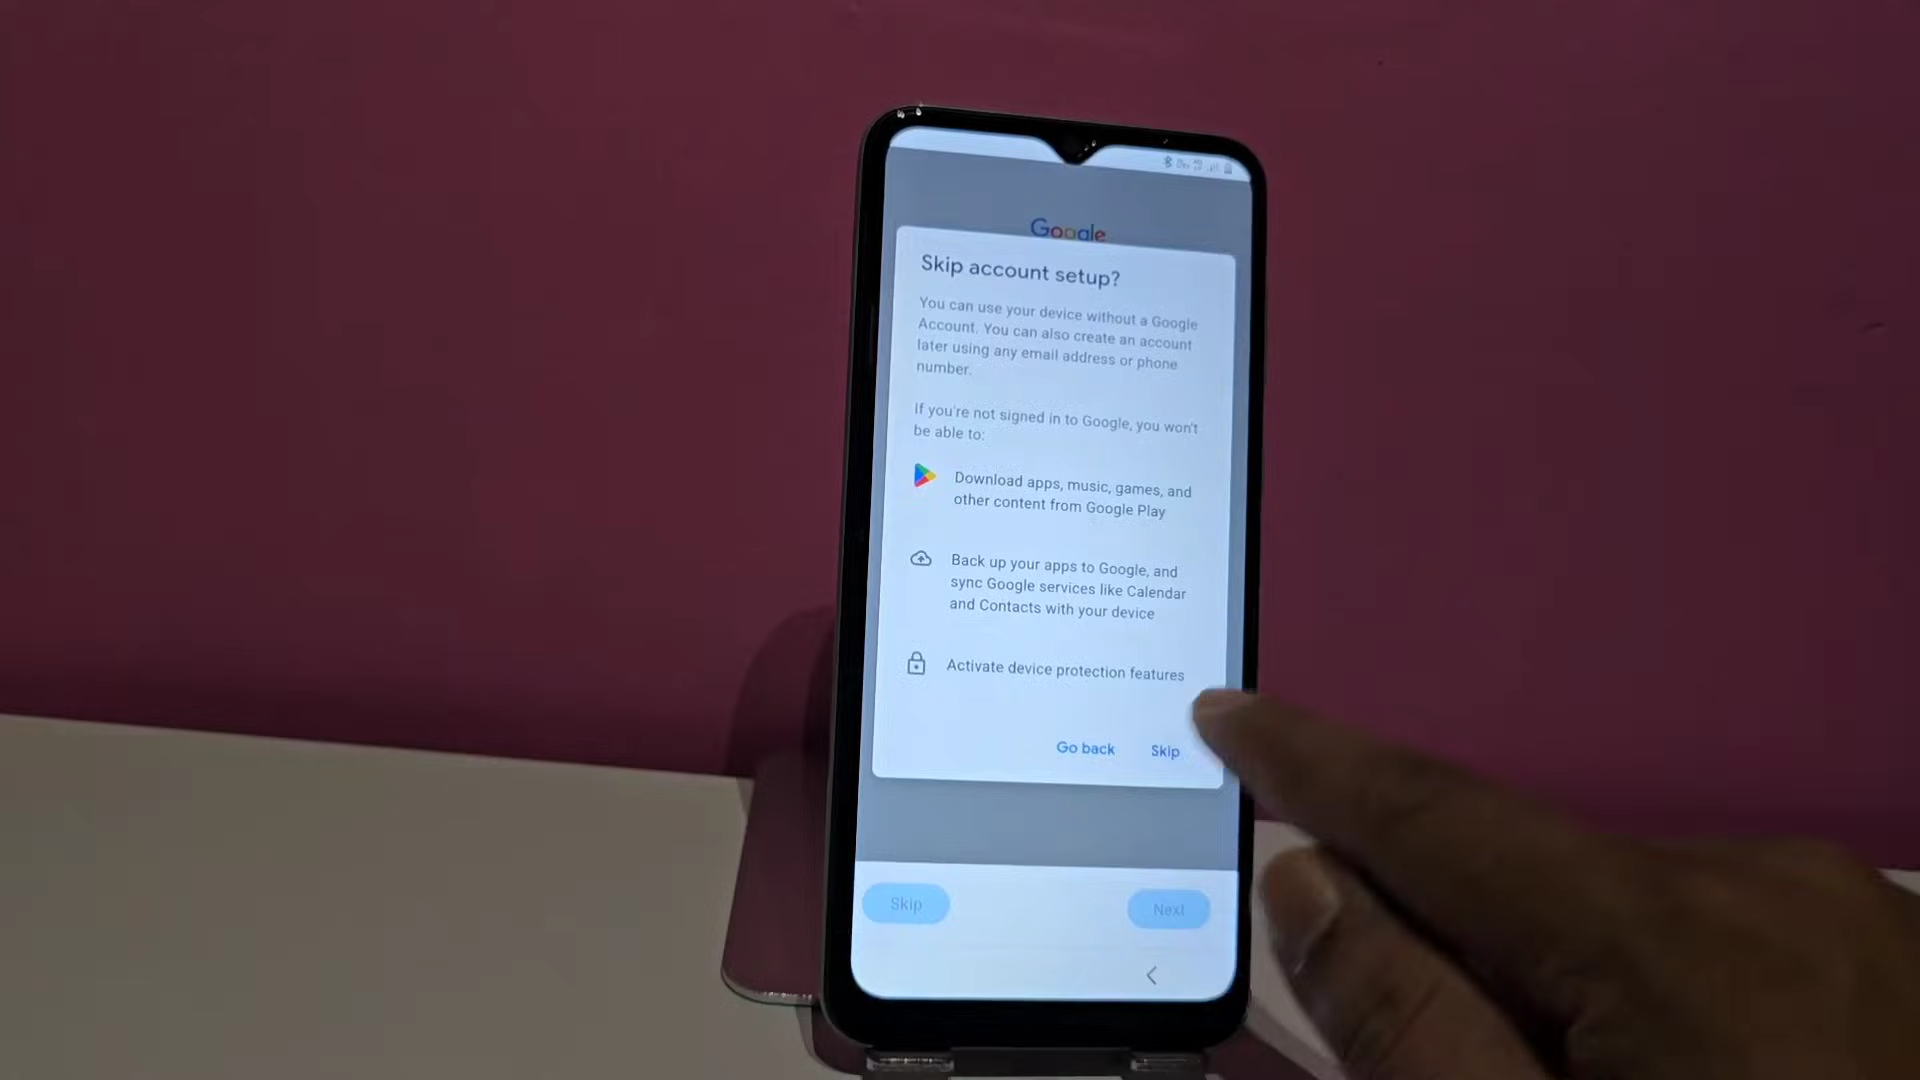 Google
Skip account setup?
You can use your device without a Google
Account. You can also create an account
later using any email address or phone
number.
If you're not signed in to Google, you won't
be able to:
Download apps, music, games, and
other content from Google Play
Back up your apps to Google, and
sync Google services like Calendar
and Contacts with your device
Activate device protection features
Go back
Skip
Skip
Next